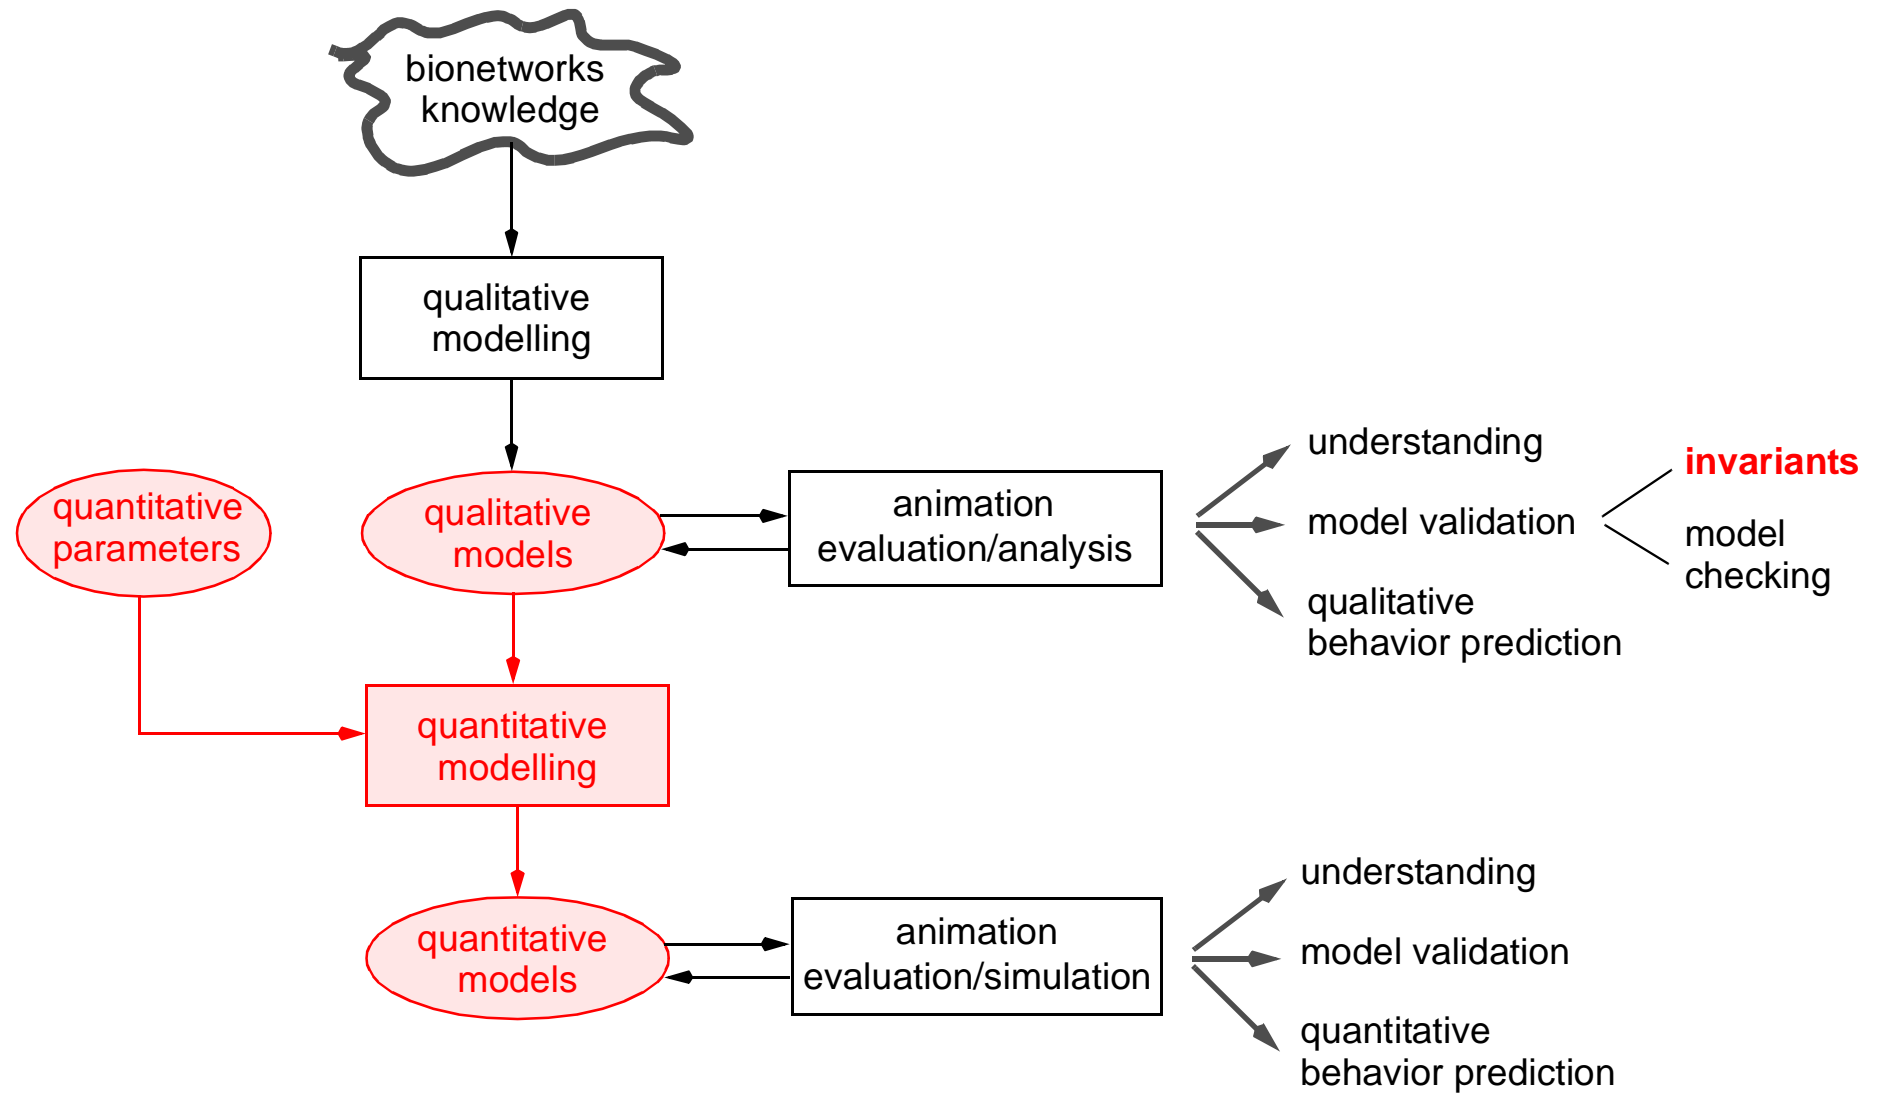 bionetworks
knowledge
qualitative
modelling
quantitative
parameters
qualitative
models
animation
evaluation/analysis
understanding
model validation
qualitative
behavior prediction
invariants
model
checking
quantitative
modelling
quantitative
models
animation
evaluation/simulation
understanding
model validation
quantitative
behavior prediction